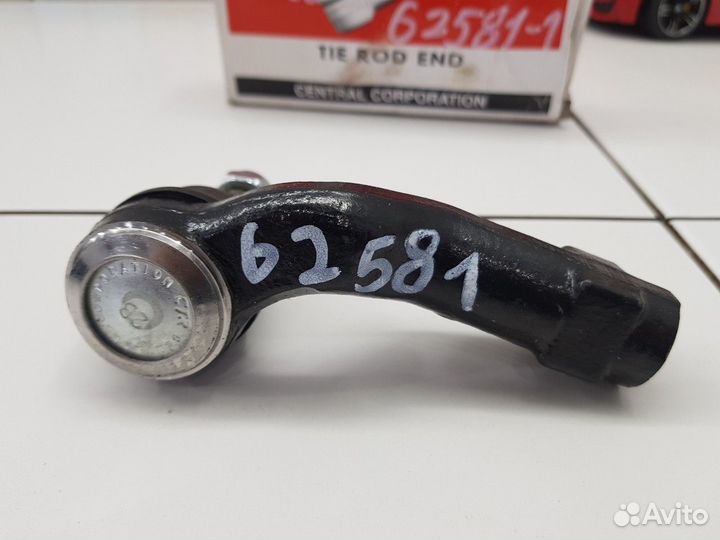 62581-1
TIE ROD END
CENTRAL CORPORATION
62581
Avito